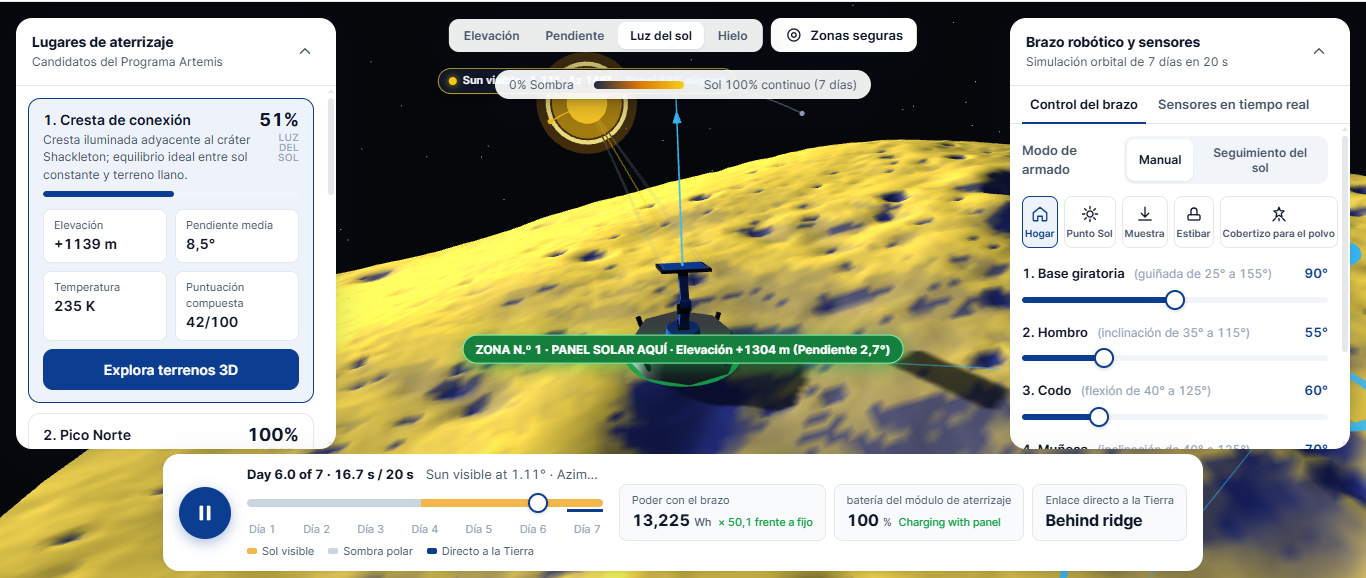 Lugares de aterrizaje
Candidatos del Programa Artemis
1. Cresta de conexión
51%
LUZ
DEL
SOL
Cresta iluminada adyacente al cráter
Shackleton; equilibrio ideal entre sol
constante y terreno llano.
Elevación
+1139 m
Pendiente media
8,5°
Temperatura
235 K
Puntuación
compuesta
42/100
Explora terrenos 3D
2. Pico Norte
100%
Elevación
Pendiente
Luz del sol
Hielo
Zonas seguras
Sun
0% Sombra
Sol 100% continuo (7 días)
ZONA N.º 1 · PANEL SOLAR AQUÍ · Elevación +1304 m (Pendiente 2,7°)
Brazo robótico y sensores
Simulación orbital de 7 días en 20 s
Control del brazo
Sensores en tiempo real
Modo de
armado
Manual
Seguimiento del
sol
Hogar
Punto Sol
Muestra
Estibar
Cobertizo para el polvo
1. Base giratoria (guiñada de 25° a 155°) 90°
2. Hombro (inclinación de 35° a 115°) 55°
3. Codo (flexión de 40° a 125°) 60°
4. Muñeca (inclinación de 40° a 135°) 70°
Day 6.0 of 7 · 16.7 s / 20 s
Sun visible at 1.11° · Azim...
Día 1 Día 2 Día 3 Día 4 Día 5 Día 6 Día 7
Sol visible
Sombra polar
Directo a la Tierra
Poder con el brazo
13,225 Wh × 50,1 frente a fijo
batería del módulo de aterrizaje
100 % Charging with panel
Enlace directo a la Tierra
Behind ridge